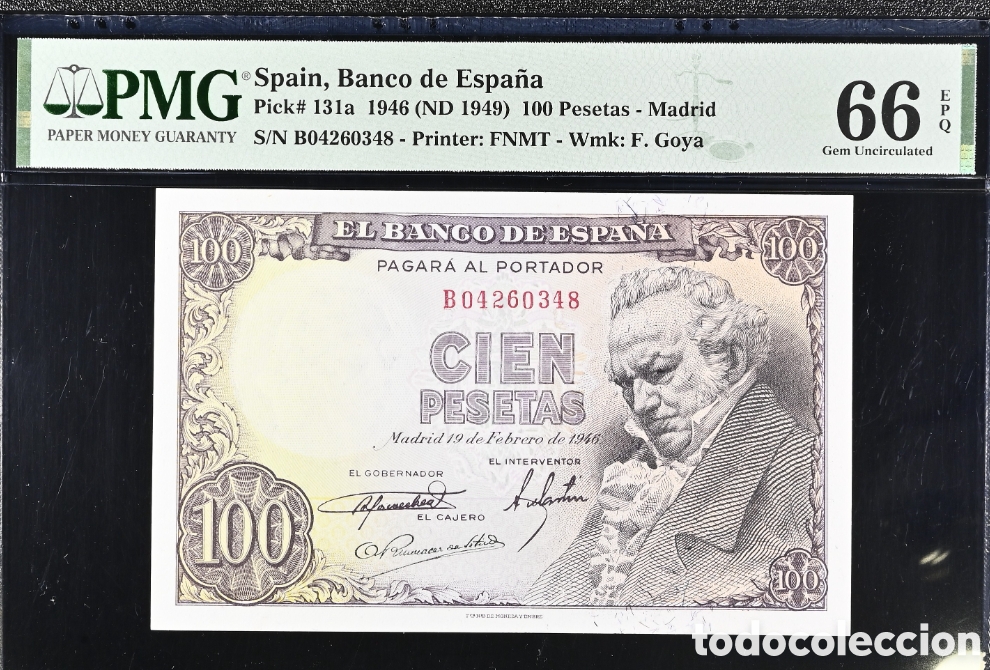 PMG®
PAPER MONEY GUARANTY
Spain, Banco de España
Pick# 131a 1946 (ND 1949) 100 Pesetas - Madrid
S/N B04260348 - Printer: FNMT - Wmk: F. Goya
66
EPQ
Gem Uncirculated
100
EL BANCO DE ESPAÑA
100
PAGARÁ AL PORTADOR
B04260348
CIEN
PESETAS
Madrid 19 de Febrero de 1946
EL INTERVENTOR
EL GOBERNADOR
EL CAJERO
100
100
todocoleccion